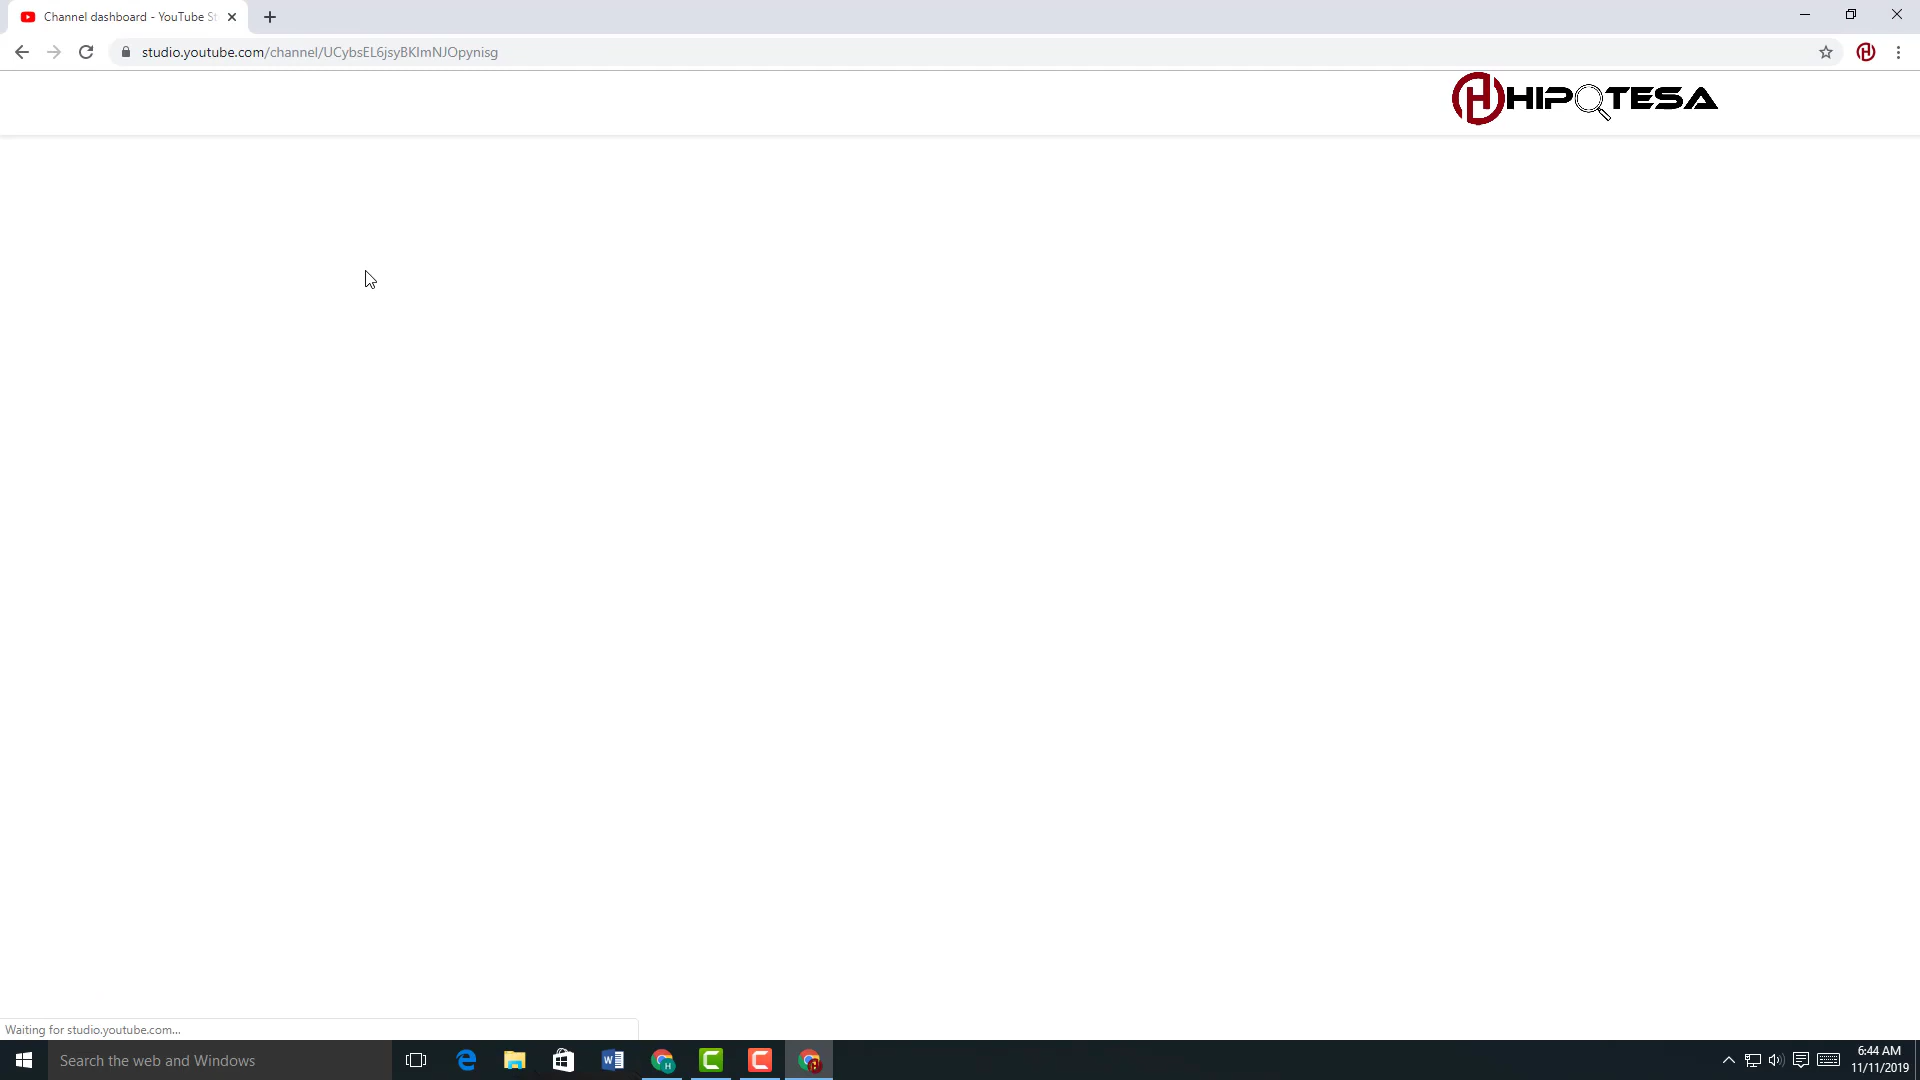 Channel dashboard - YouTube St
studio.youtube.com/channel/UCybsEL6jsyBKImNJOpynisg
HIPOTESA
Waiting for studio.youtube.com...
Search the web and Windows
6:44 AM
11/11/2019